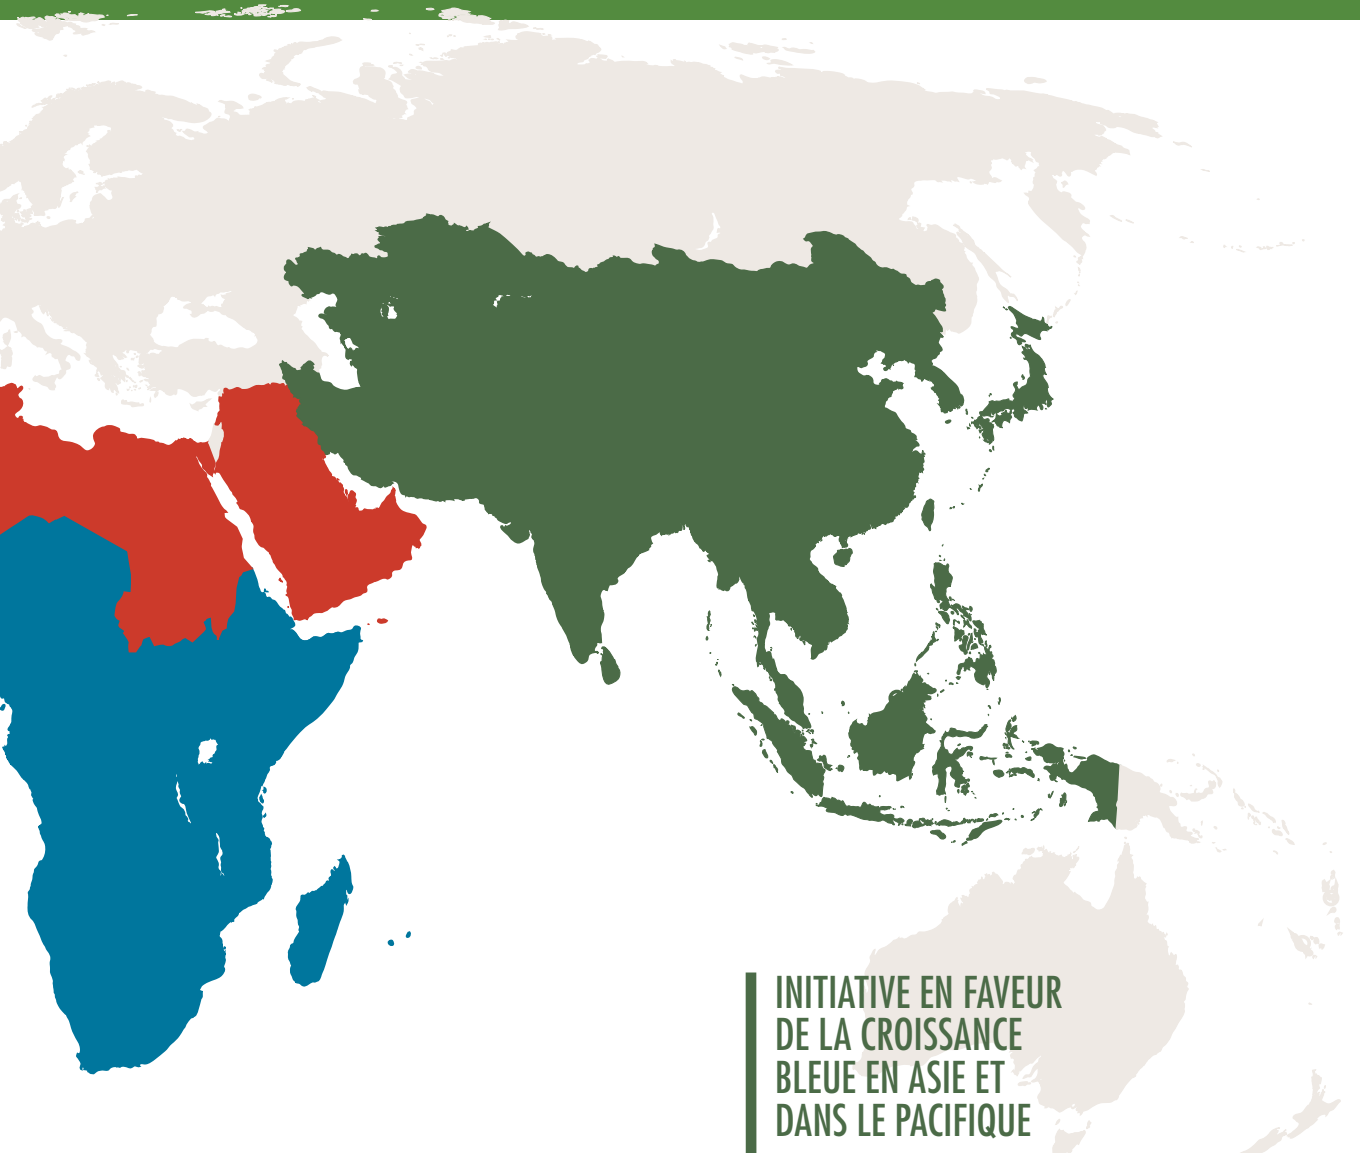 INITIATIVE EN FAVEUR
DE LA CROISSANCE
BLEUE EN ASIE ET
DANS LE PACIFIQUE